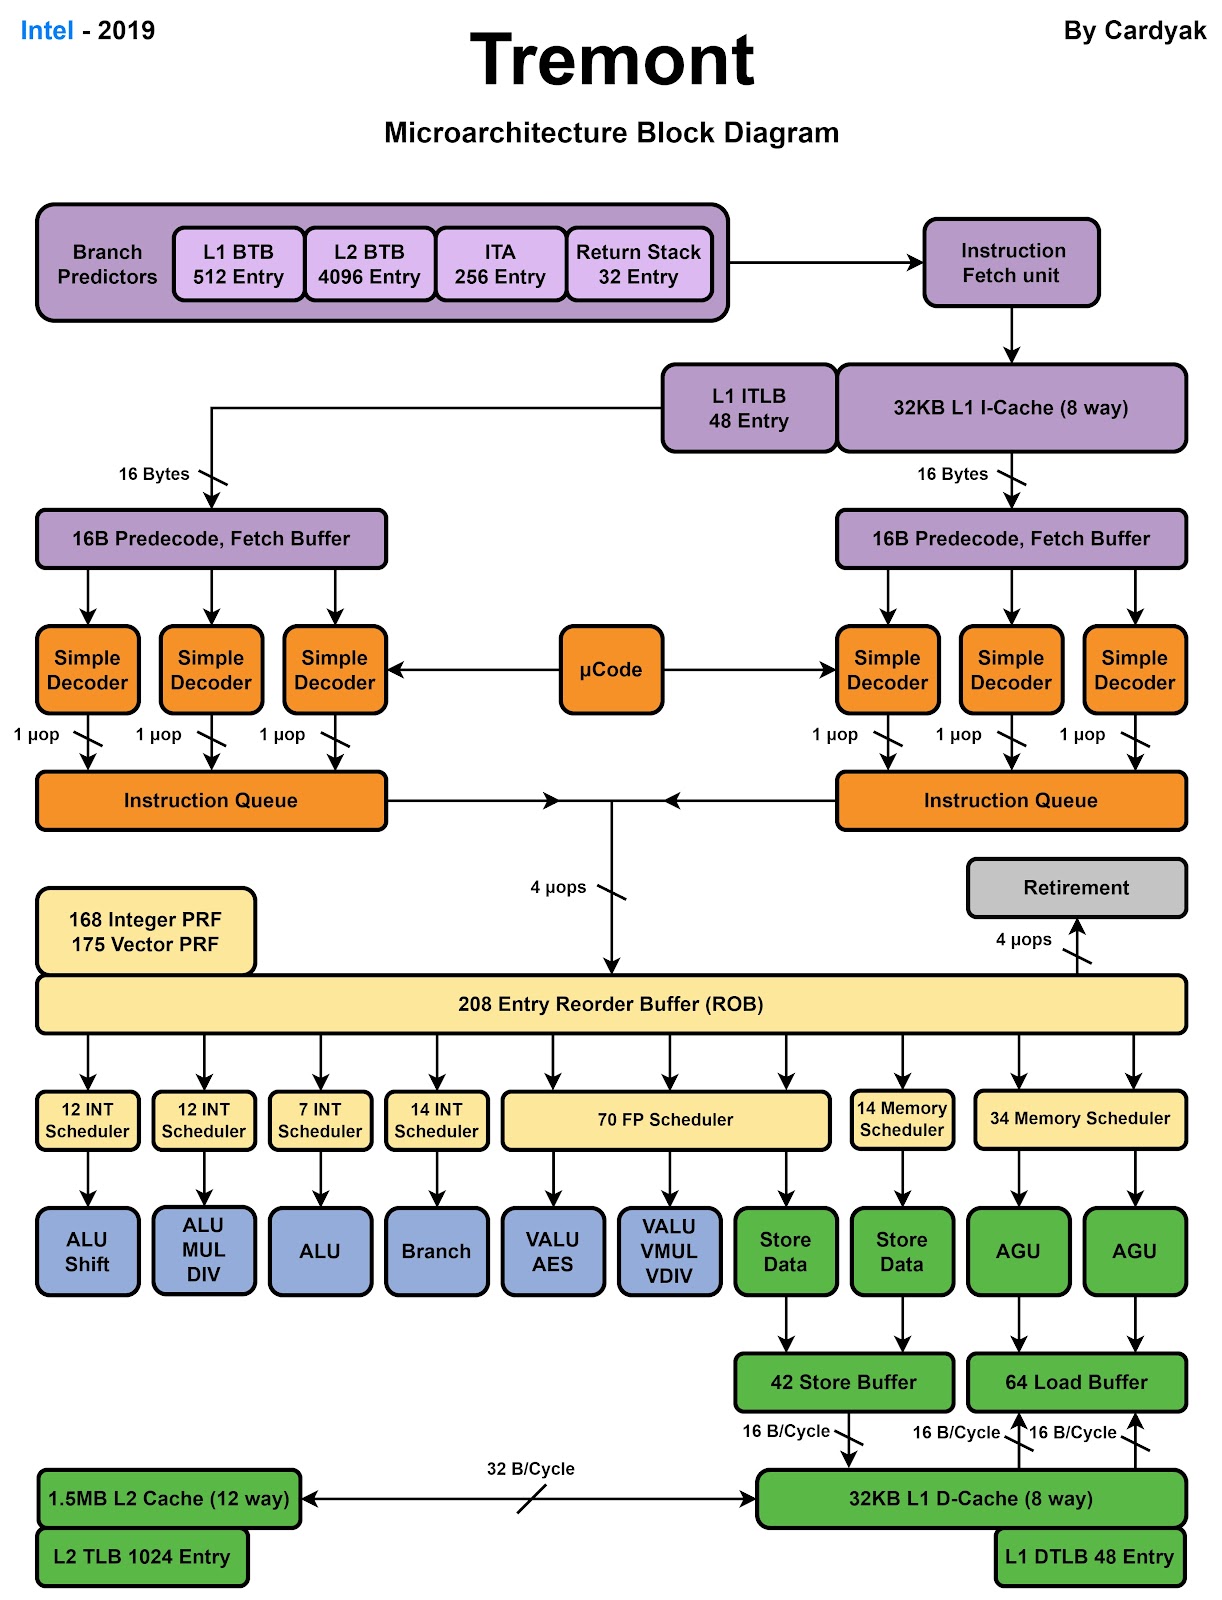 Intel - 2019
By Cardyak
Tremont
Microarchitecture Block Diagram
Branch
Predictors
L1 BTB
512 Entry
L2 BTB
4096 Entry
ITA
256 Entry
Return Stack
32 Entry
Instruction
Fetch unit
L1 ITLB
48 Entry
32KB L1 I-Cache (8 way)
16 Bytes
16 Bytes
16B Predecode, Fetch Buffer
16B Predecode, Fetch Buffer
Simple
Decoder
Simple
Decoder
Simple
Decoder
µCode
Simple
Decoder
Simple
Decoder
Simple
Decoder
1 µop
1 µop
1 µop
1 µop
1 µop
1 µop
Instruction Queue
Instruction Queue
4 µops
Retirement
168 Integer PRF
175 Vector PRF
4 µops
208 Entry Reorder Buffer (ROB)
12 INT
Scheduler
12 INT
Scheduler
7 INT
Scheduler
14 INT
Scheduler
70 FP Scheduler
14 Memory
Scheduler
34 Memory Scheduler
ALU
Shift
ALU
MUL
DIV
ALU
Branch
VALU
AES
VALU
VMUL
VDIV
Store
Data
Store
Data
AGU
AGU
42 Store Buffer
64 Load Buffer
16 B/Cycle
16 B/Cycle
16 B/Cycle
32 B/Cycle
1.5MB L2 Cache (12 way)
32KB L1 D-Cache (8 way)
L2 TLB 1024 Entry
L1 DTLB 48 Entry